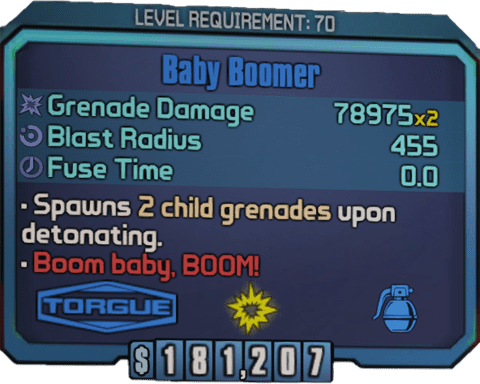 LEVEL REQUIREMENT: 70
Baby Boomer
Grenade Damage 78975x2
Blast Radius 455
Fuse Time 0.0
• Spawns 2 child grenades upon
detonating.
• Boom baby, BOOM!
TORGUE
$181,207